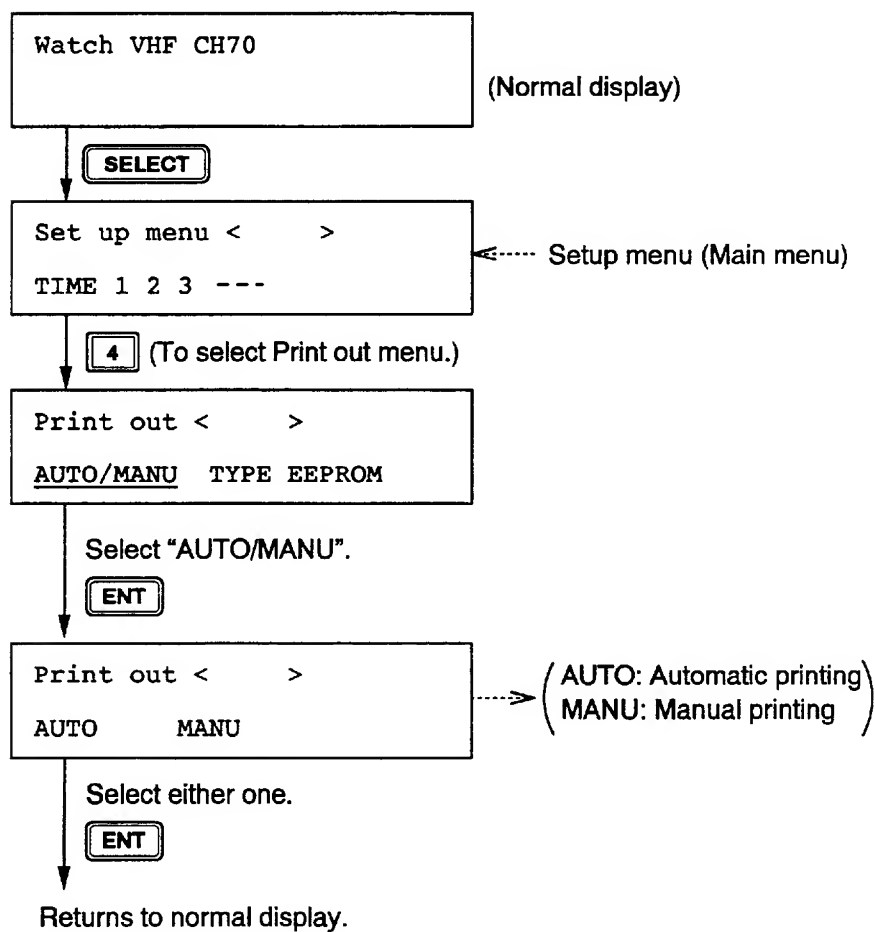 Watch VHF CH70
(Normal display)
SELECT
Set up menu <     >
Setup menu (Main menu)
TIME 1 2 3 ---
4 (To select Print out menu.)
Print out <     >
AUTO/MANU  TYPE EEPROM
Select “AUTO/MANU”.
ENT
Print out <     >
AUTO: Automatic printing
MANU: Manual printing
AUTO     MANU
Select either one.
ENT
Returns to normal display.